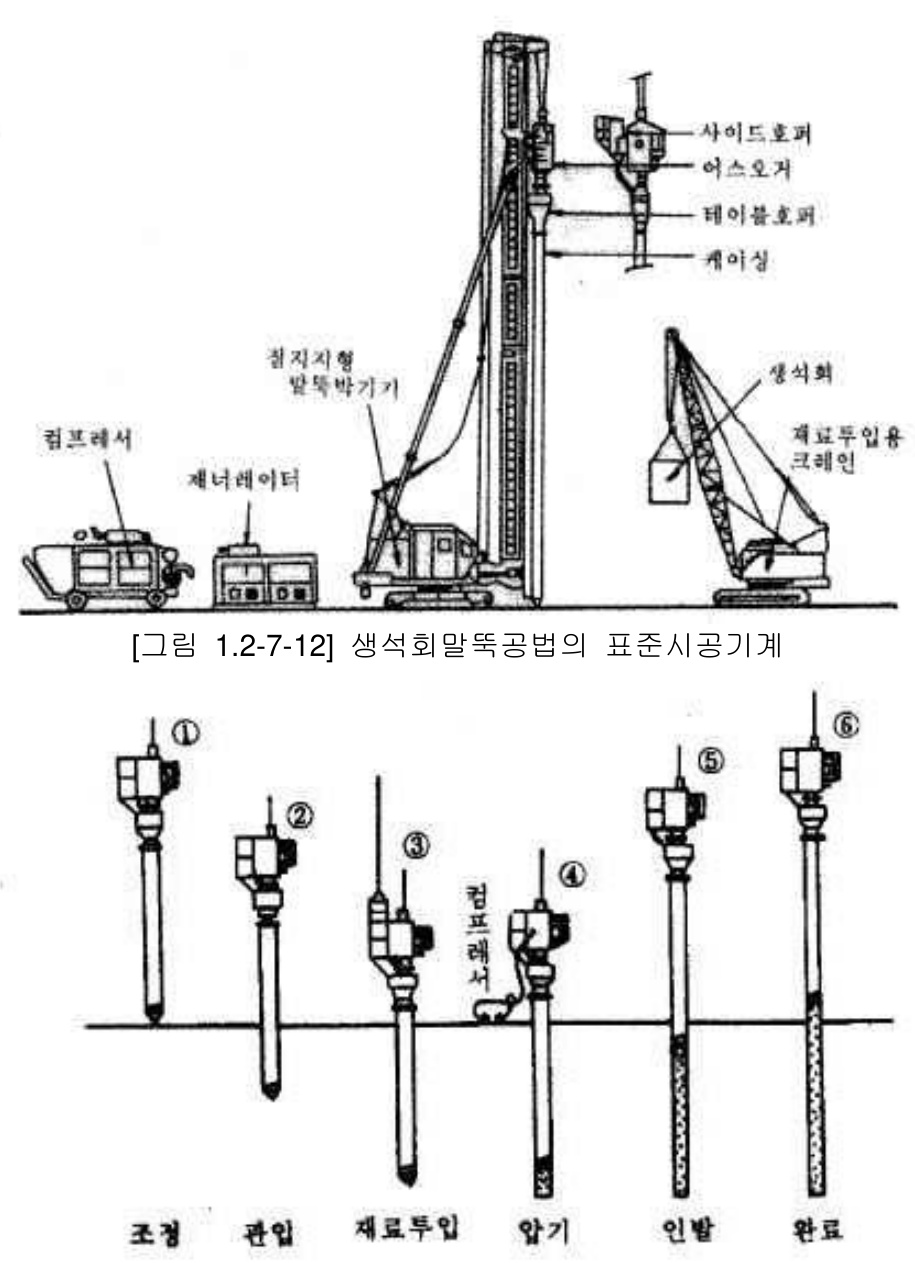 사이드호퍼
어스오거
테이블호퍼
케이싱
생석회
재료투입용
크레인
컴프레서
제너레이터
말뚝박기기
[그림 1.2-7-12] 생석회말뚝공법의 표준시공기계
①
②
③
④
⑤
⑥
컴프레서
조정
관입
재료투입
압기
인발
완료